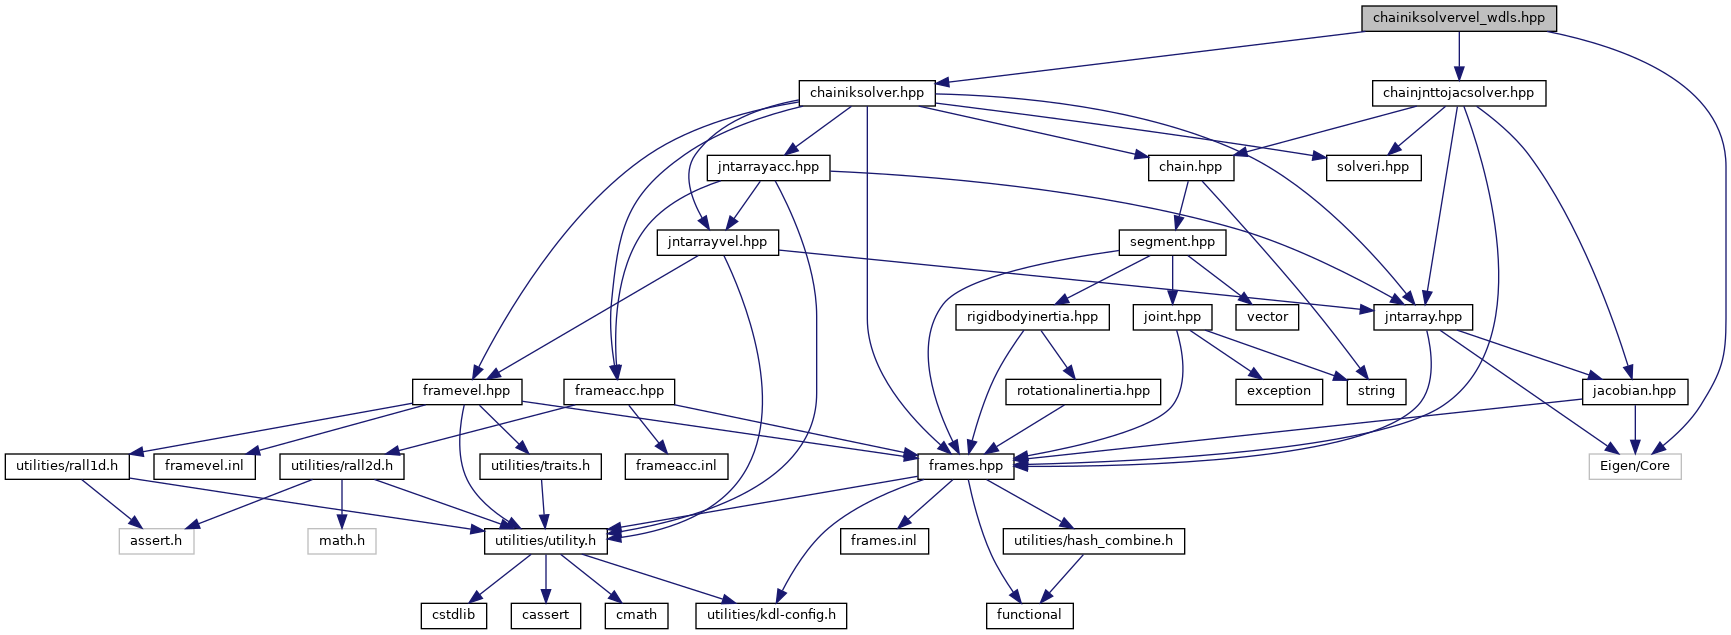 chainiksolvervel_wdls.hpp
chainiksolver.hpp
chainjnttojacsolver.hpp
jntarrayacc.hpp
chain.hpp
solveri.hpp
jntarrayvel.hpp
segment.hpp
rigidbodyinertia.hpp
joint.hpp
vector
jntarray.hpp
framevel.hpp
frameacc.hpp
rotationalinertia.hpp
exception
string
jacobian.hpp
utilities/rall1d.h
framevel.inl
utilities/rall2d.h
utilities/traits.h
frameacc.inl
frames.hpp
Eigen/Core
assert.h
math.h
utilities/utility.h
frames.inl
utilities/hash_combine.h
cstdlib
cassert
cmath
utilities/kdl-config.h
functional